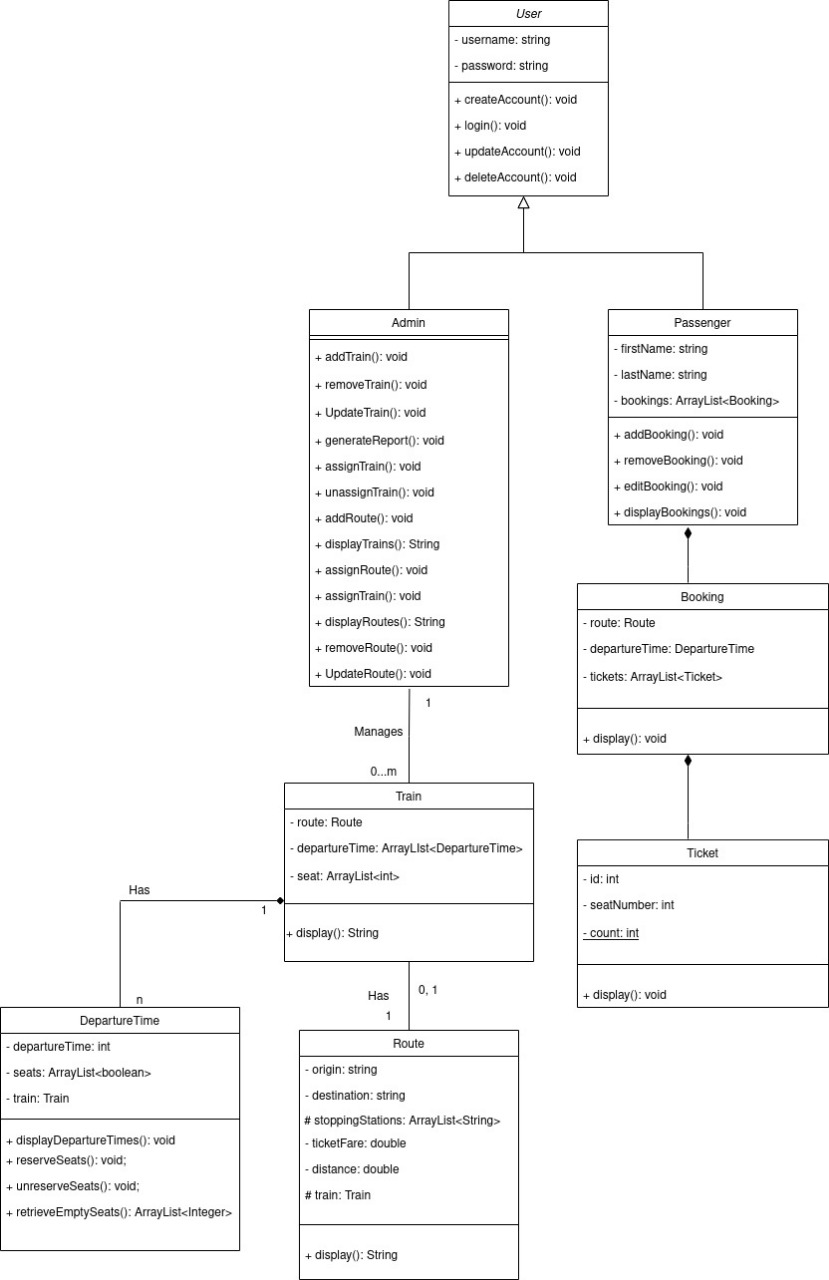 User
- username: string
- password: string
+ createAccount(): void
+ login(): void
+ updateAccount(): void
+ deleteAccount(): void
Admin
+ addTrain(): void
+ removeTrain(): void
+ UpdateTrain(): void
+ generateReport(): void
+ assignTrain(): void
+ unassignTrain(): void
+ addRoute(): void
+ displayTrains(): String
+ assignRoute(): void
+ assignTrain(): void
+ displayRoutes(): String
+ removeRoute(): void
+ UpdateRoute(): void
Passenger
- firstName: string
- lastName: string
- bookings: ArrayList<Booking>
+ addBooking(): void
+ removeBooking(): void
+ editBooking(): void
+ displayBookings(): void
Booking
- route: Route
- departureTime: DepartureTime
- tickets: ArrayList<Ticket>
+ display(): void
1
Manages
0...m
Train
- route: Route
- departureTime: ArrayLIst<DepartureTime>
- seat: ArrayList<int>
+ display(): String
Ticket
- id: int
- seatNumber: int
- count: int
+ display(): void
Has
1
n
DepartureTime
- departureTime: int
- seats: ArrayList<boolean>
- train: Train
+ displayDepartureTimes(): void
+ reserveSeats(): void;
+ unreserveSeats(): void;
+ retrieveEmptySeats(): ArrayList<Integer>
0, 1
Has
1
Route
- origin: string
- destination: string
# stoppingStations: ArrayList<String>
- ticketFare: double
- distance: double
# train: Train
+ display(): String